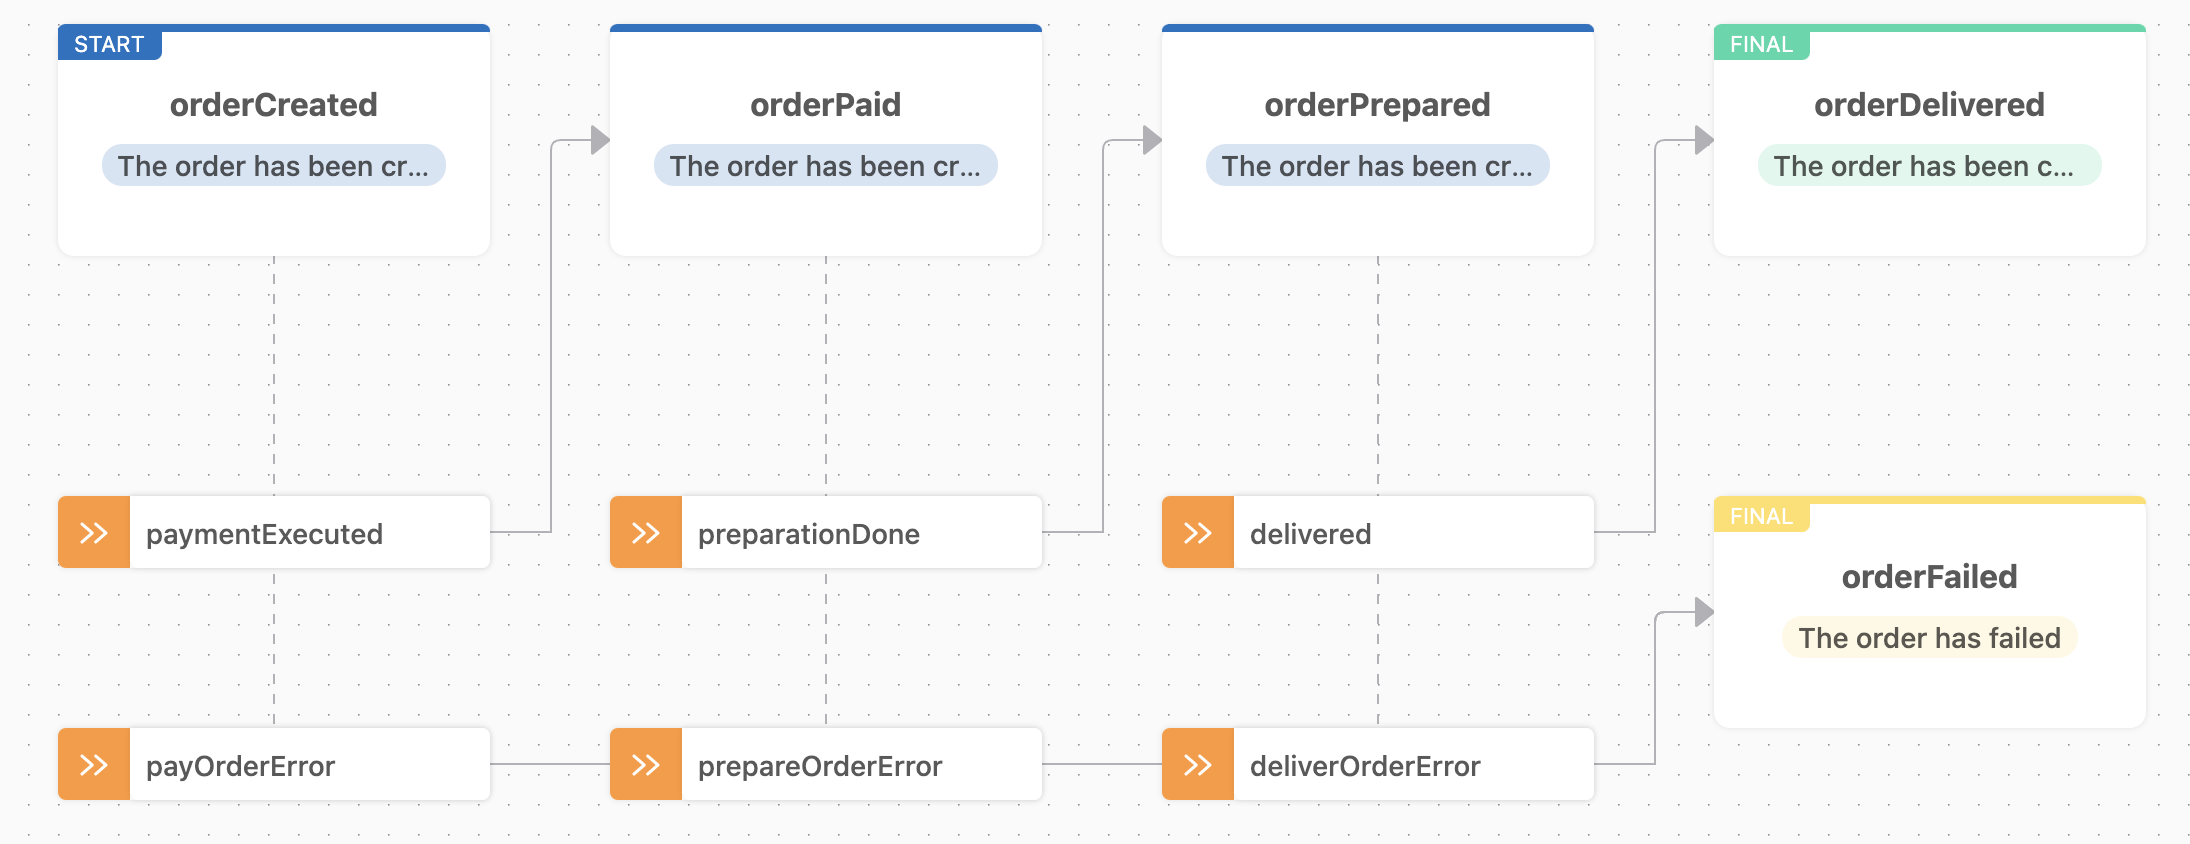 START
orderCreated
The order has been cr...
orderPaid
The order has been cr...
orderPrepared
The order has been cr...
FINAL
orderDelivered
The order has been c...
paymentExecuted
preparationDone
delivered
FINAL
orderFailed
The order has failed
payOrderError
prepareOrderError
deliverOrderError